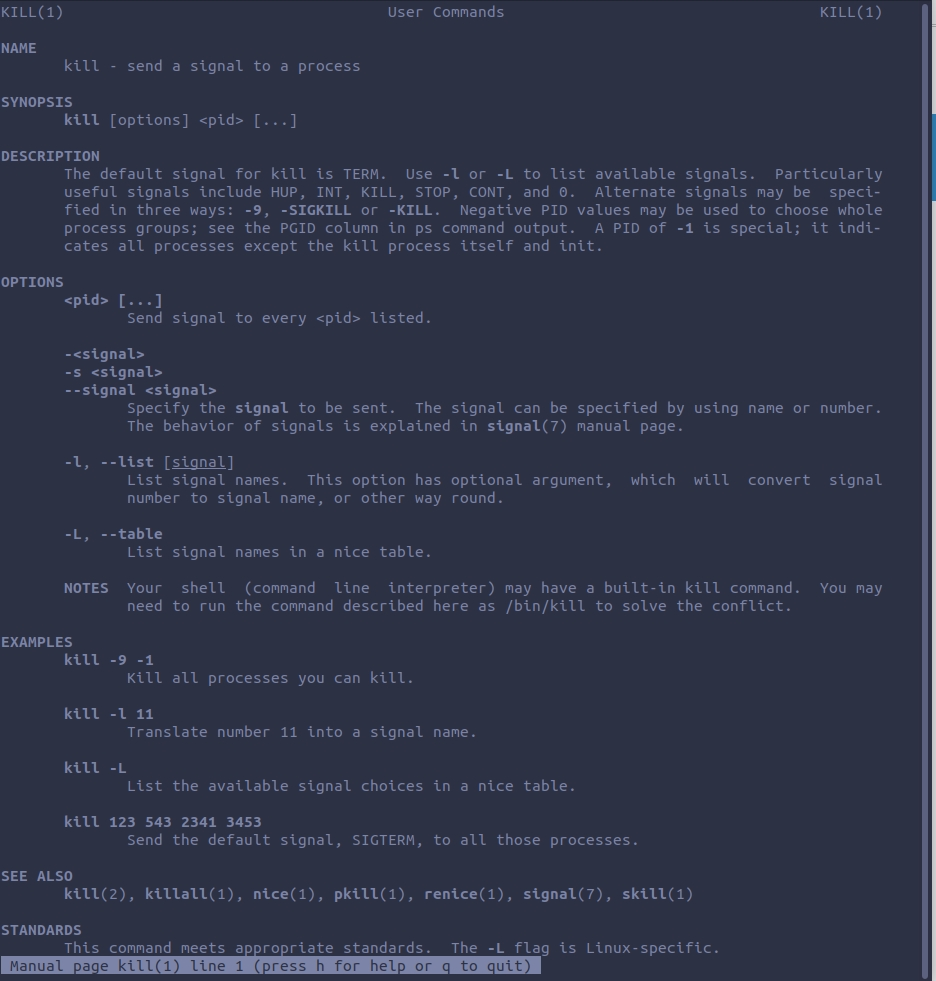 KILL(1)                                    User Commands                                   KILL(1)
NAME
       kill - send a signal to a process
SYNOPSIS
       kill [options] <pid> [...]
DESCRIPTION
       The default signal for kill is TERM.  Use -l or -L to list available signals.  Particularly
       useful signals include HUP, INT, KILL, STOP, CONT, and 0.  Alternate signals may be  speci-
       fied in three ways: -9, -SIGKILL or -KILL.  Negative PID values may be used to choose whole
       process groups; see the PGID column in ps command output.  A PID of -1 is special; it indi-
       cates all processes except the kill process itself and init.
OPTIONS
       <pid> [...]
              Send signal to every <pid> listed.
       -<signal>
       -s <signal>
       --signal <signal>
              Specify the signal to be sent.  The signal can be specified by using name or number.
              The behavior of signals is explained in signal(7) manual page.
       -l, --list [signal]
              List signal names.  This option has optional argument,  which  will  convert  signal
              number to signal name, or other way round.
       -L, --table
              List signal names in a nice table.
       NOTES  Your  shell  (command  line  interpreter) may have a built-in kill command.  You may
              need to run the command described here as /bin/kill to solve the conflict.
EXAMPLES
       kill -9 -1
              Kill all processes you can kill.
       kill -l 11
              Translate number 11 into a signal name.
       kill -L
              List the available signal choices in a nice table.
       kill 123 543 2341 3453
              Send the default signal, SIGTERM, to all those processes.
SEE ALSO
       kill(2), killall(1), nice(1), pkill(1), renice(1), signal(7), skill(1)
STANDARDS
       This command meets appropriate standards.  The -L flag is Linux-specific.
 Manual page kill(1) line 1 (press h for help or q to quit)